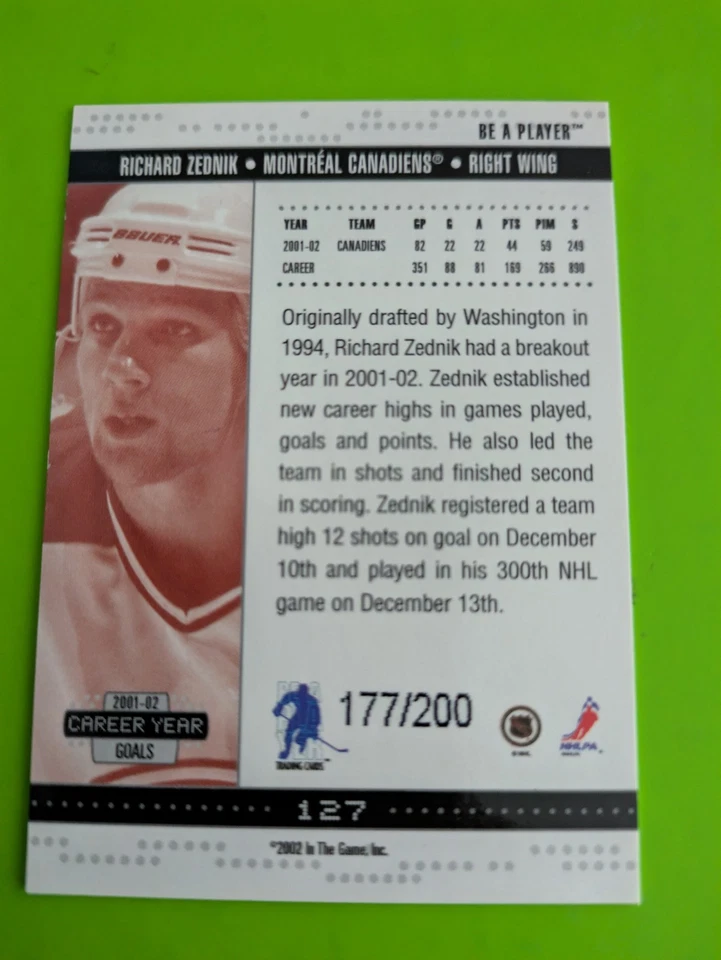 BE A PLAYER™
RICHARD ZEDNIK • MONTRÉAL CANADIENS® • RIGHT WING
BAUER
YEAR TEAM GP G A PTS PIM S
2001-02 CANADIENS 82 22 22 44 59 249
CAREER 351 88 81 169 266 890
Originally drafted by Washington in
1994, Richard Zednik had a breakout
year in 2001-02. Zednik established
new career highs in games played,
goals and points. He also led the
team in shots and finished second
in scoring. Zednik registered a team
high 12 shots on goal on December
10th and played in his 300th NHL
game on December 13th.
2001-02
CAREER YEAR
GOALS
TRADING CARDS™
177/200
NHLPA
127
©2002 In The Game, Inc.